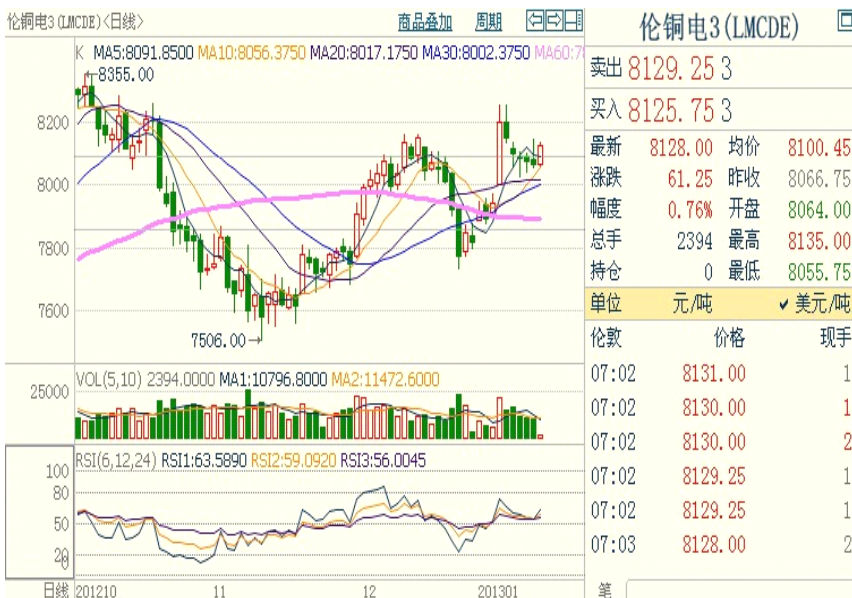 伦铜电3(LMCDE)<日线>
商品叠加 周期
K MA5:8091.8500 MA10:8056.3750 MA20:8017.1750 MA30:8002.3750 MA60:7
8355.00
8200
8000
7800
7600
7506.00
VOL(5,10) 2394.0000 MA1:10796.8000 MA2:11472.6000
25000
RSI(6,12,24) RSI1:63.5890 RSI2:59.0920 RSI3:56.0045
100
80
50
20
0
日线 201210 11 12 201301
伦铜电3(LMCDE)
卖出 8129.25 3
买入 8125.75 3
最新 8128.00 均价 8100.45
涨跌 61.25 昨收 8066.75
幅度 0.76% 开盘 8064.00
总手 2394 最高 8135.00
持仓 0 最低 8055.75
单位 元/吨 ✓美元/吨
伦敦 价格 现手
07:02 8131.00 1
07:02 8130.00 1
07:02 8130.00 2
07:02 8129.25 1
07:02 8129.25 1
07:03 8128.00 2
笔